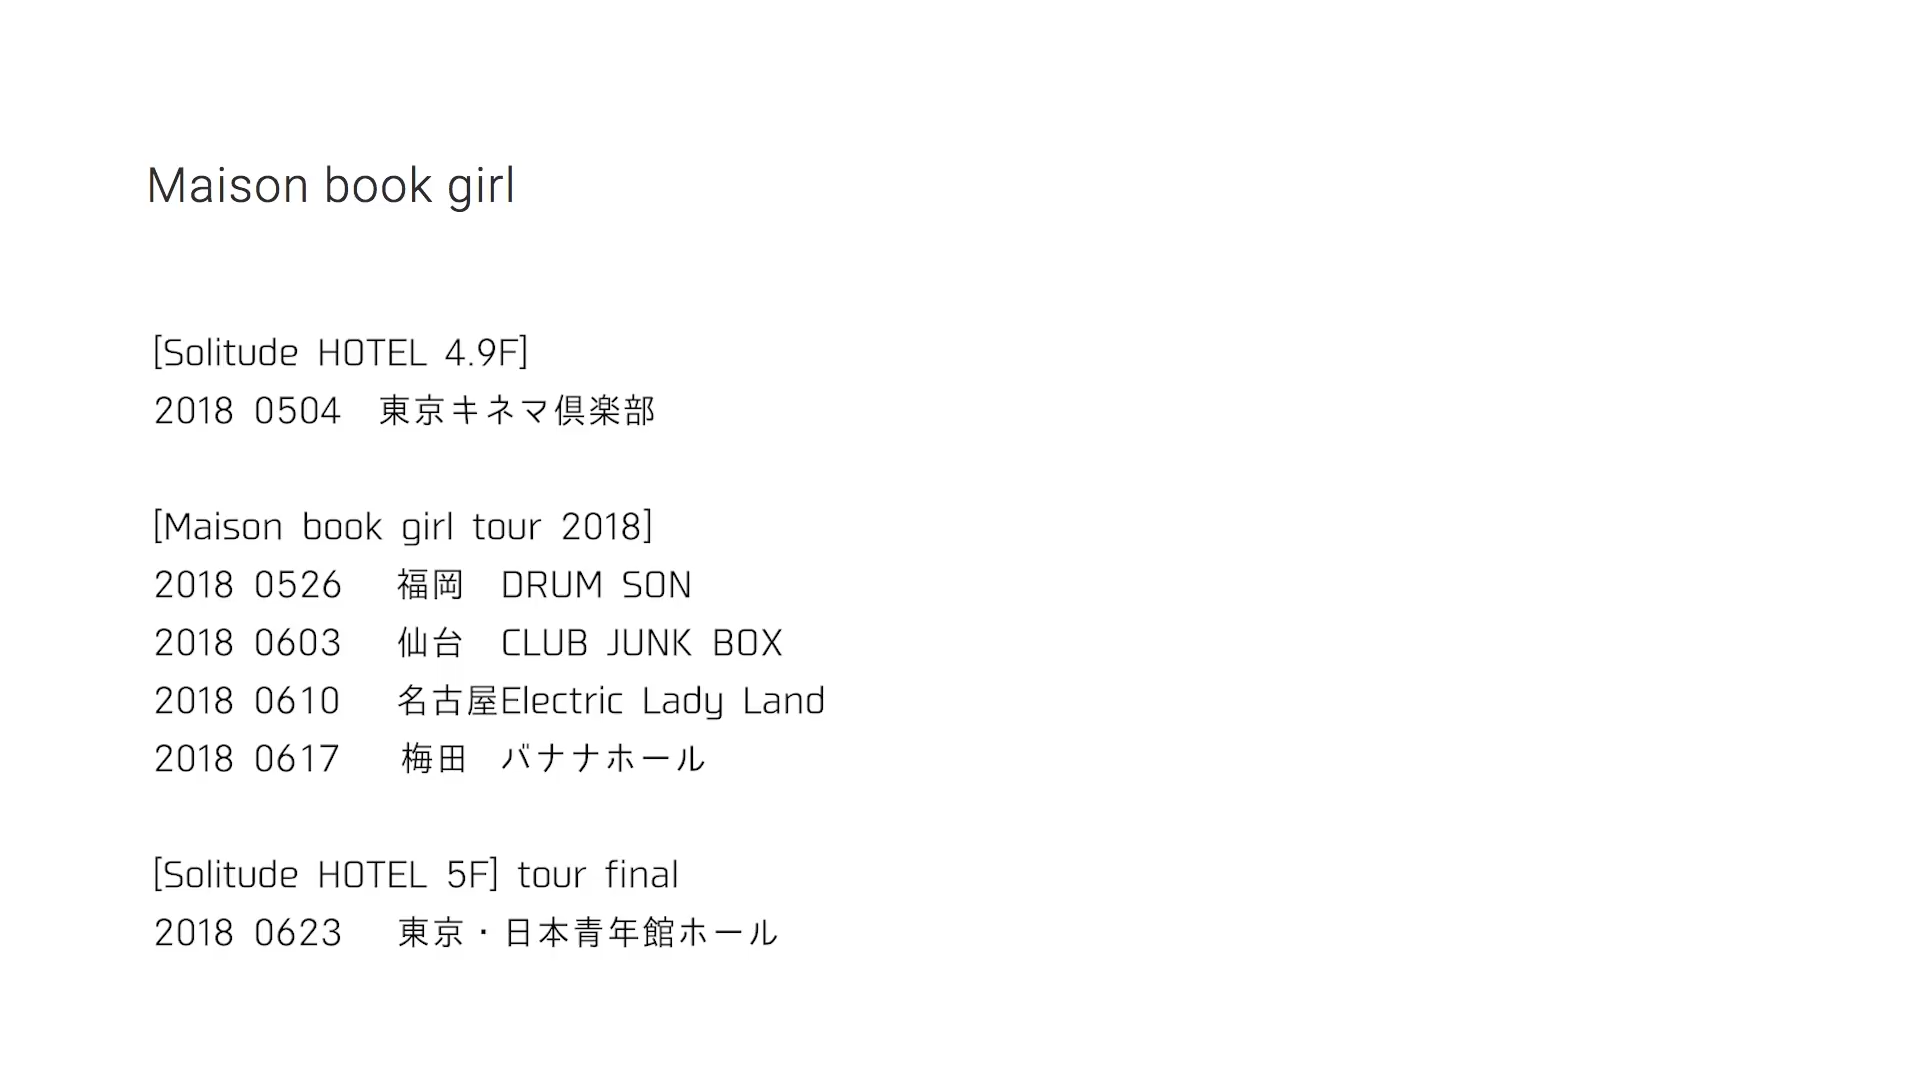 Maison book girl
[Solitude HOTEL 4.9F]
2018 0504　東京キネマ倶楽部
[Maison book girl tour 2018]
2018 0526　福岡　DRUM SON
2018 0603　仙台　CLUB JUNK BOX
2018 0610　名古屋Electric Lady Land
2018 0617　梅田　バナナホール
[Solitude HOTEL 5F] tour final
2018 0623　東京・日本青年館ホール